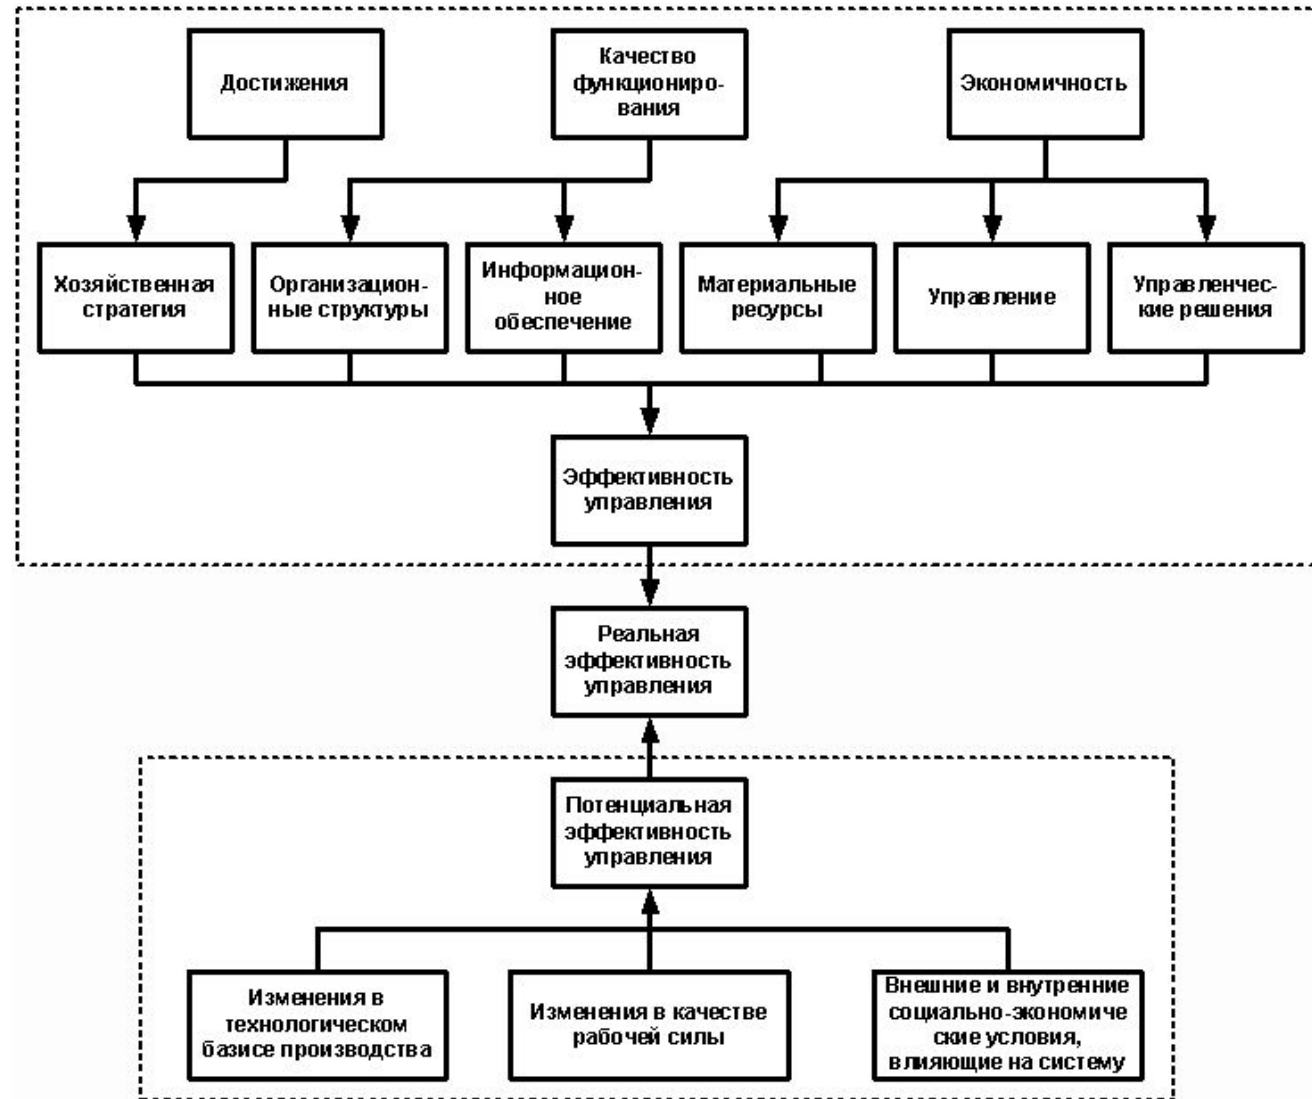 Достижения
Качество
функциониро-
вания
Экономичность
Хозяйственная
стратегия
Организацион-
ные структуры
Информацион-
ное
обеспечение
Материальные
ресурсы
Управление
Управленчес-
кие решения
Эффективность
управления
Реальная
эффективность
управления
Потенциальная
эффективность
управления
Изменения в
технологическом
базисе производства
Изменения в качестве
рабочей силы
Внешние и внутренние
социально-экономиче
ские условия,
влияющие на систему